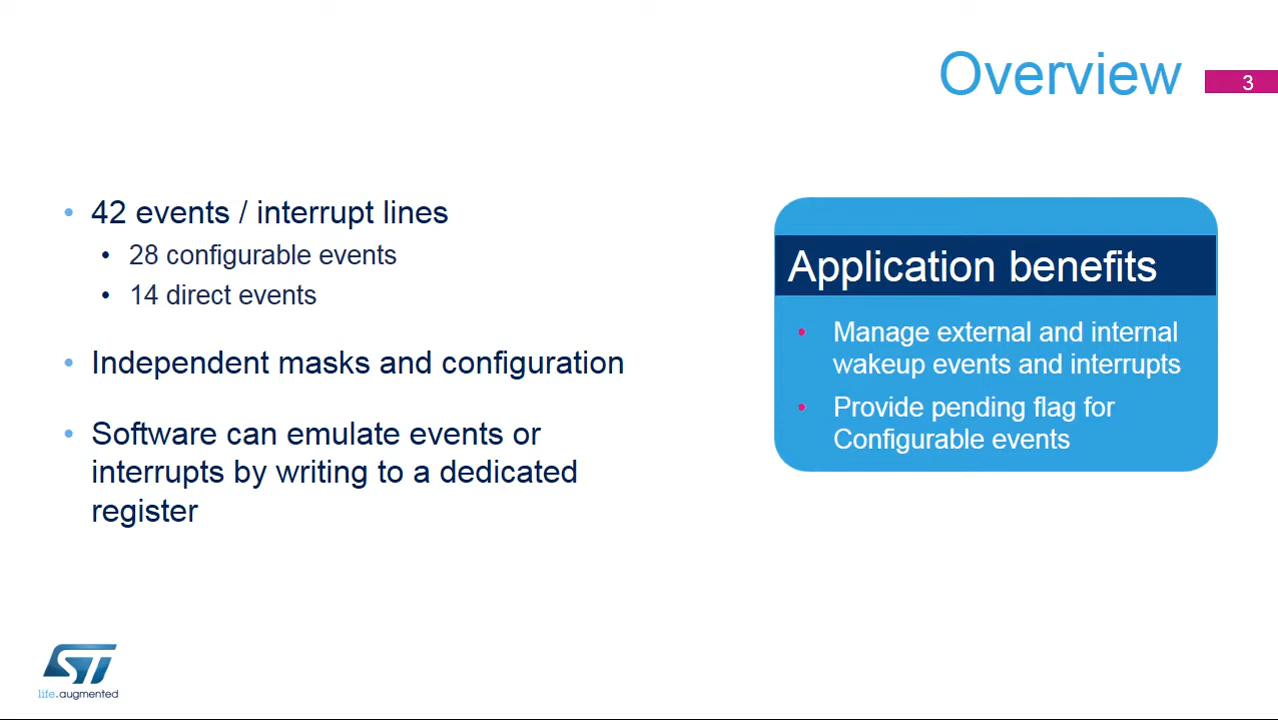 Overview
3
• 42 events / interrupt lines
• 28 configurable events
• 14 direct events
• Independent masks and configuration
• Software can emulate events or
interrupts by writing to a dedicated
register
Application benefits
• Manage external and internal
wakeup events and interrupts
• Provide pending flag for
Configurable events
ST
life.augmented